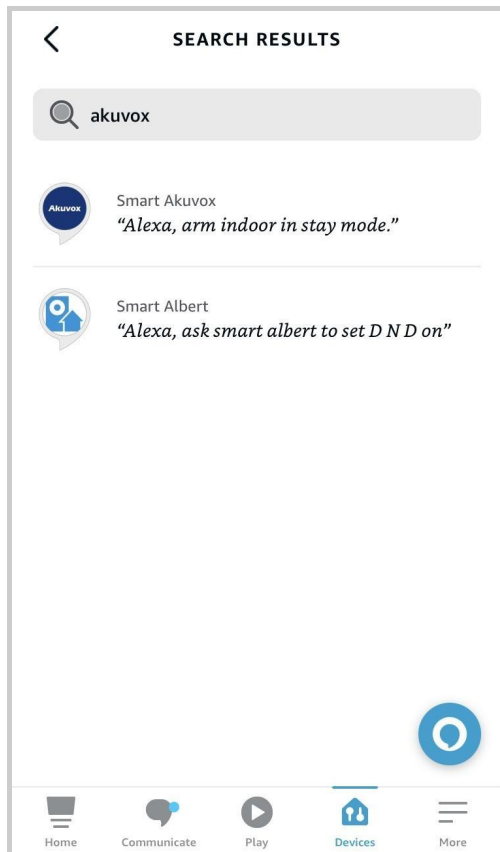 SEARCH RESULTS
akuvox
Akuvox
Smart Akuvox
“Alexa, arm indoor in stay mode.”
Smart Albert
“Alexa, ask smart albert to set D N D on”
Home Communicate Play Devices More